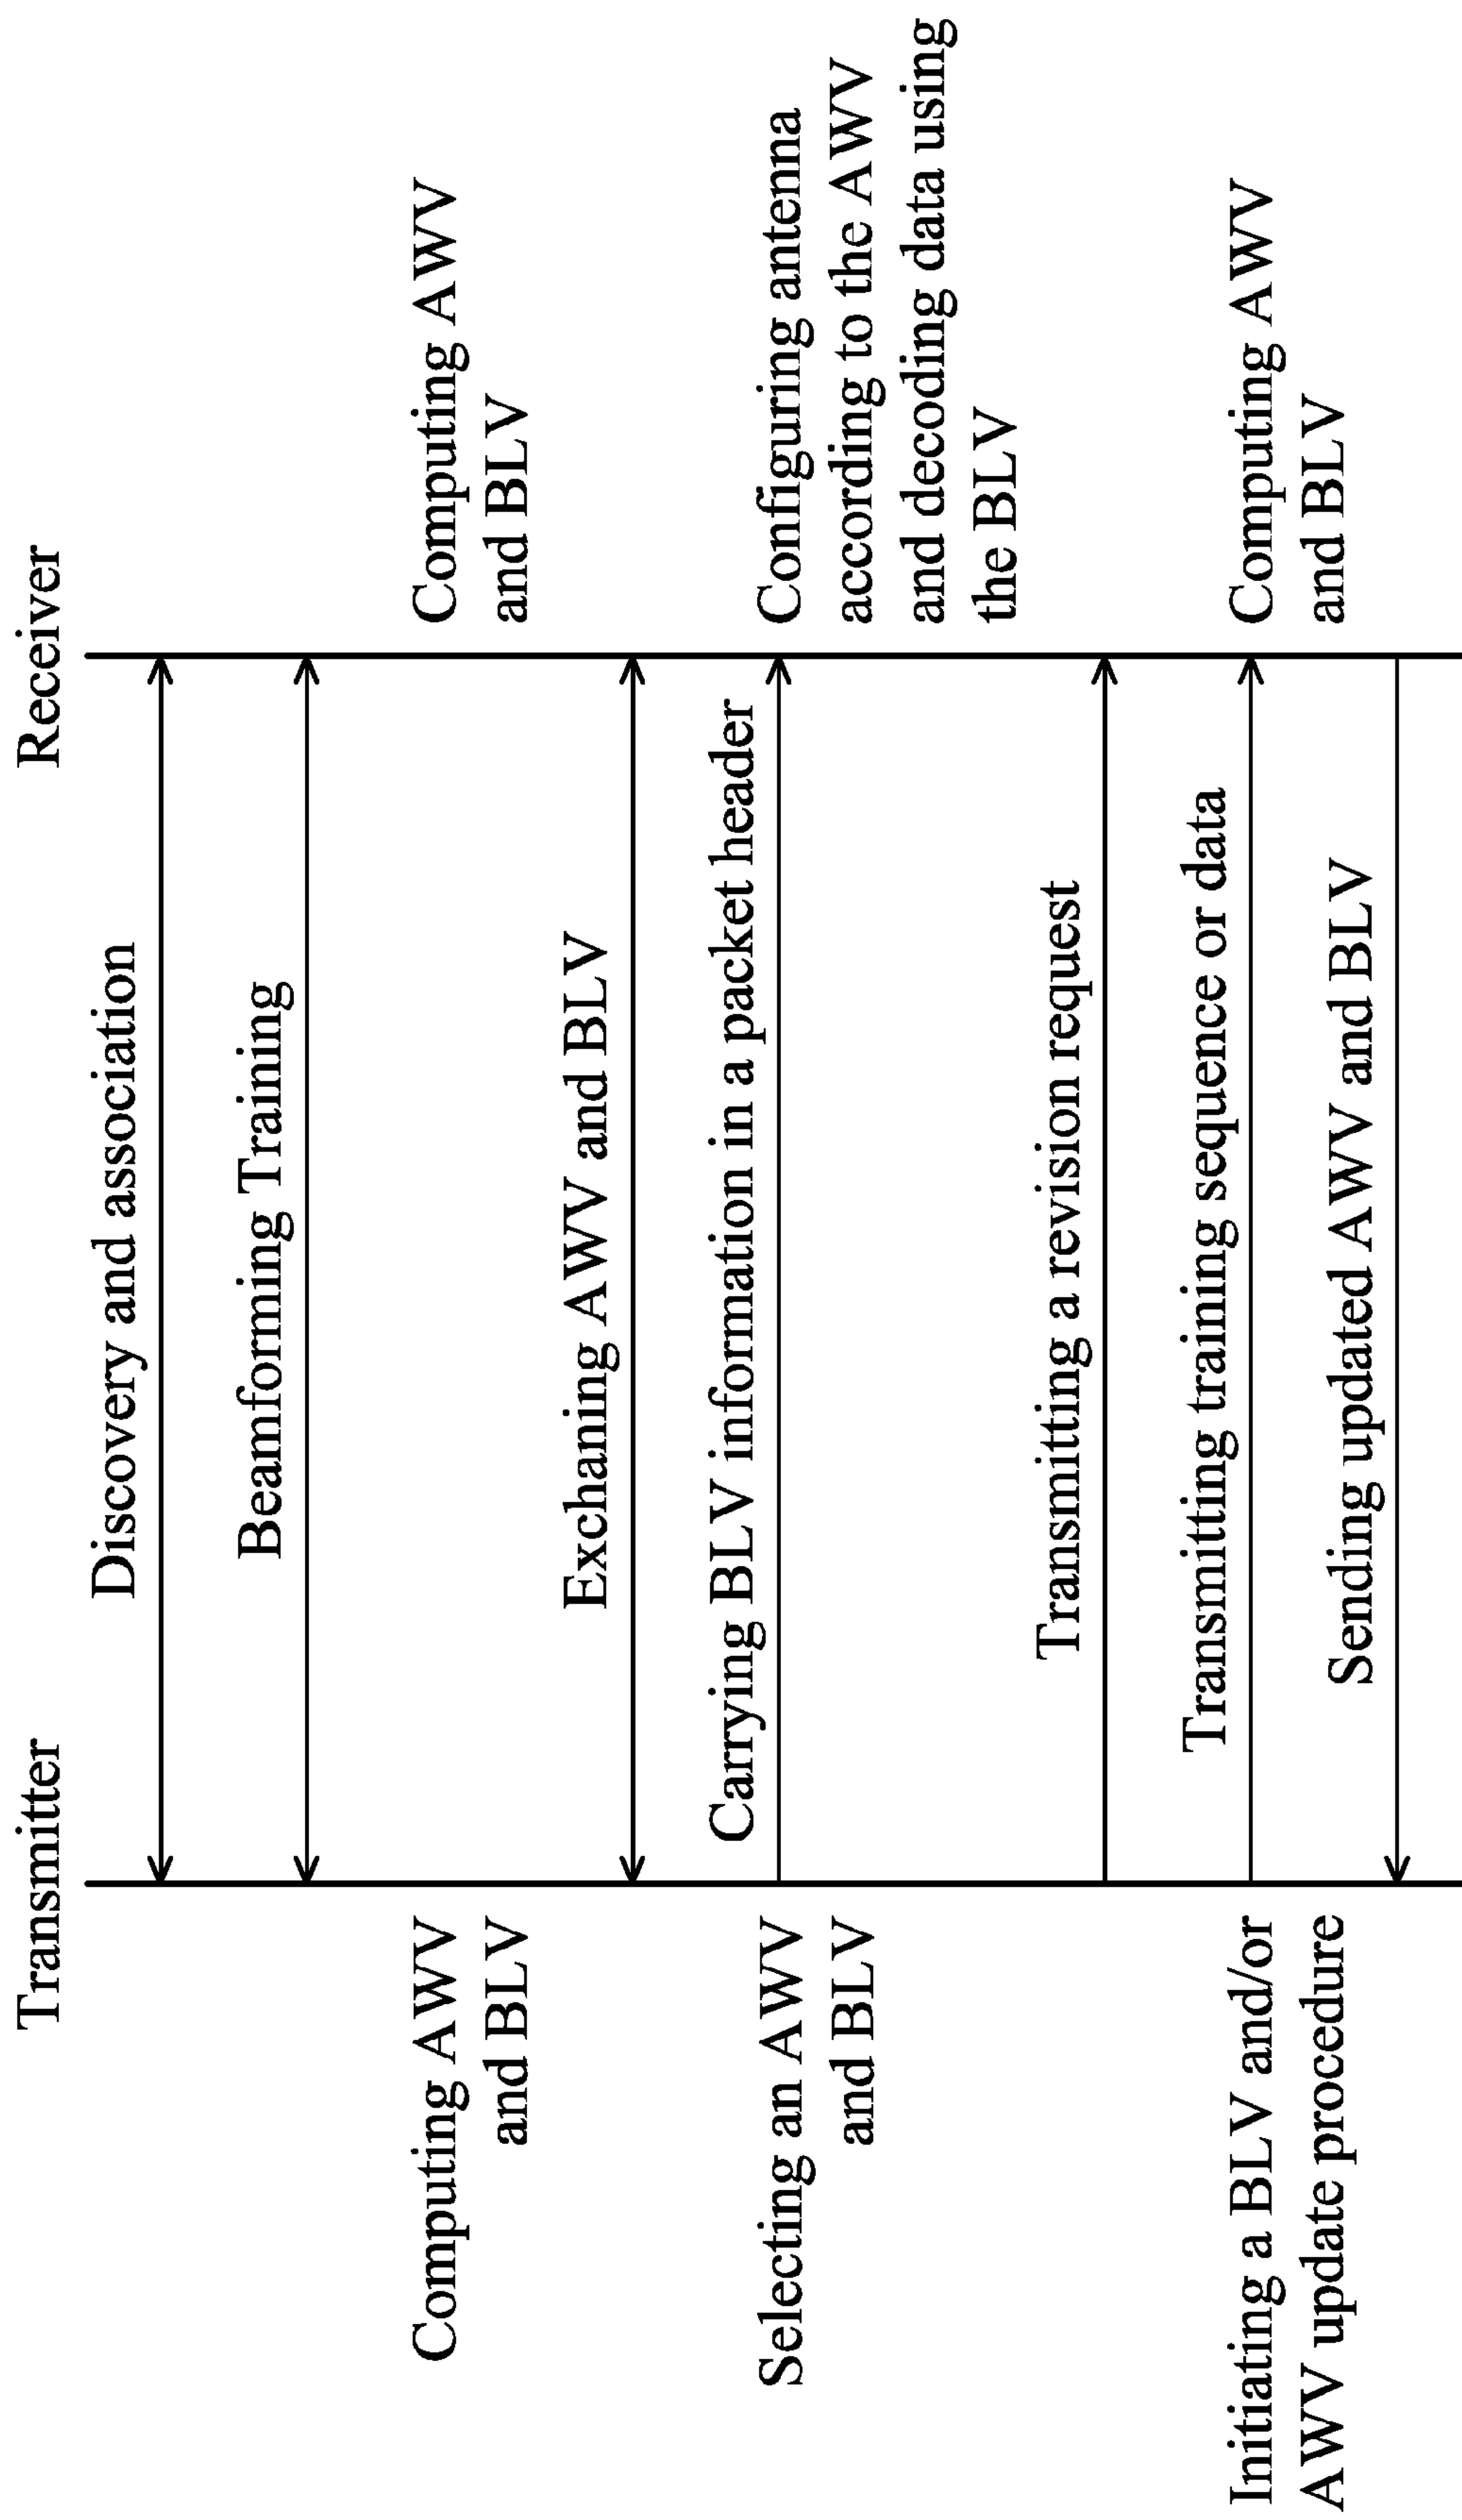 Transmitter
Receiver
Discovery and association
Beamforming Training
Computing AWV
and BLV
Computing AWV
and BLV
Exchaning AWV and BLV
Carrying BLV information in a packet header
Selecting an AWV
and BLV
Configuring antenna
according to the AWV
and decoding data using
the BLV
Transmitting a revision request
Transmitting training sequence or data
Initiating a BLV and/or
AWV update procedure
Computing AWV
and BLV
Sending updated AWV and BLV